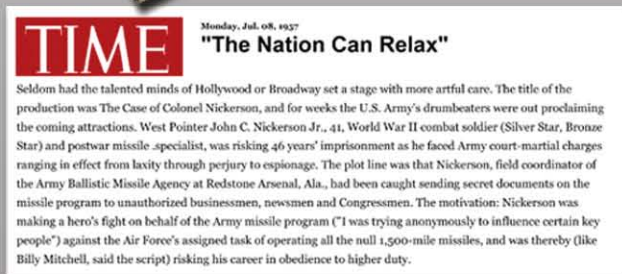 TIME
Monday, Jul. 08, 1957
"The Nation Can Relax"
Seldom had the talented minds of Hollywood or Broadway set a stage with more artful care. The title of the
production was The Case of Colonel Nickerson, and for weeks the U.S. Army's drumbeaters were out proclaiming
the coming attractions. West Pointer John C. Nickerson Jr., 41, World War II combat soldier (Silver Star, Bronze
Star) and postwar missile .specialist, was risking 46 years' imprisonment as he faced Army court-martial charges
ranging in effect from laxity through perjury to espionage. The plot line was that Nickerson, field coordinator of
the Army Ballistic Missile Agency at Redstone Arsenal, Ala., had been caught sending secret documents on the
missile program to unauthorized businessmen, newsmen and Congressmen. The motivation: Nickerson was
making a hero's fight on behalf of the Army missile program ("I was trying anonymously to influence certain key
people") against the Air Force's assigned task of operating all the null 1,500-mile missiles, and was thereby (like
Billy Mitchell, said the script) risking his career in obedience to higher duty.